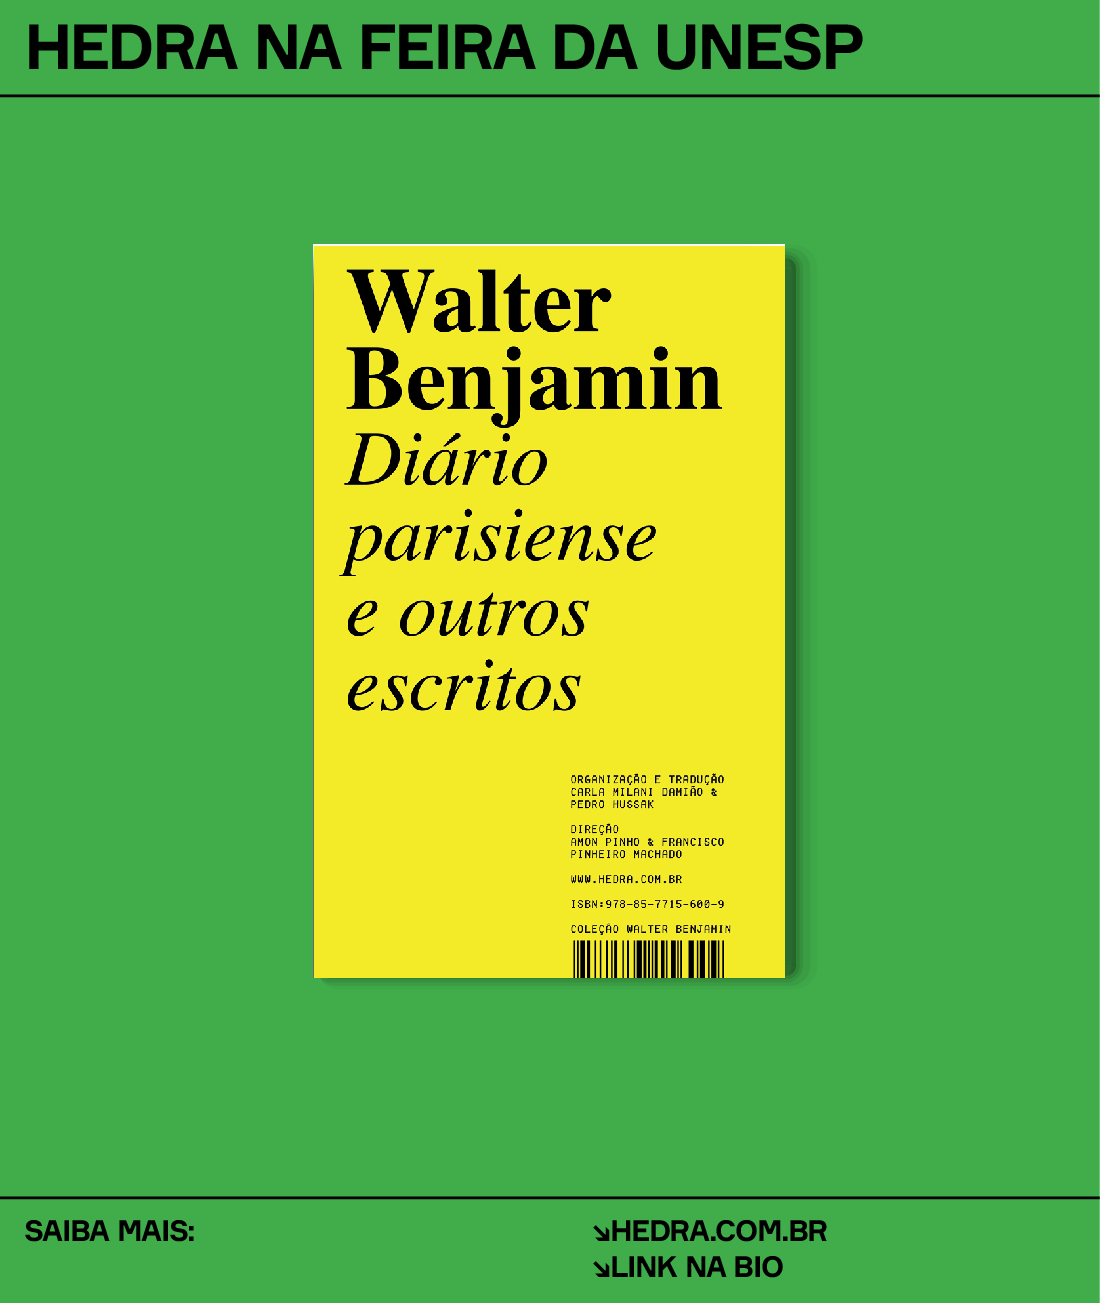 HEDRA NA FEIRA DA UNESP
Walter
Benjamin
Diário
parisiense
e outros
escritos
ORGANIZAÇÃO E TRADUÇÃO
CARLA MILANI DAMIÃO &
PEDRO HUSSAK
DIREÇÃO
AMON PINHO & FRANCISCO
PINHEIRO MACHADO
WWW.HEDRA.COM.BR
ISBN:978-85-7715-600-9
COLEÇÃO WALTER BENJAMIN
SAIBA MAIS:
↘HEDRA.COM.BR
↘LINK NA BIO